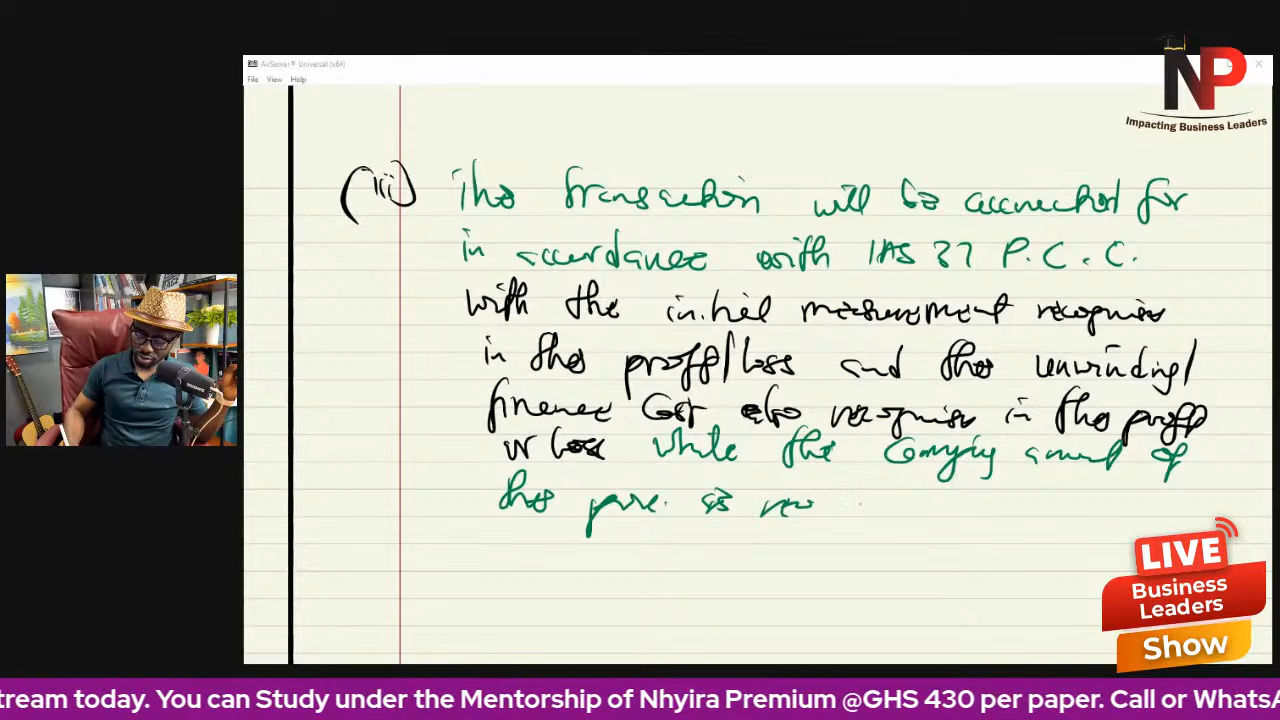 AirServer® Universal (x64)
File View Help
NP
Impacting Business Leaders
(iii) The transaction will be accounted for
in accordance with IAS 37 P.C.C.
with the initial measurement recognise
in the profit/loss and the unwinding/
finance Cost also recognise in the profit
or loss while the Carrying amount of
the is
LIVE
Business
Leaders
Show
tream today. You can Study under the Mentorship of Nhyira Premium @GHS 430 per paper. Call or WhatsA